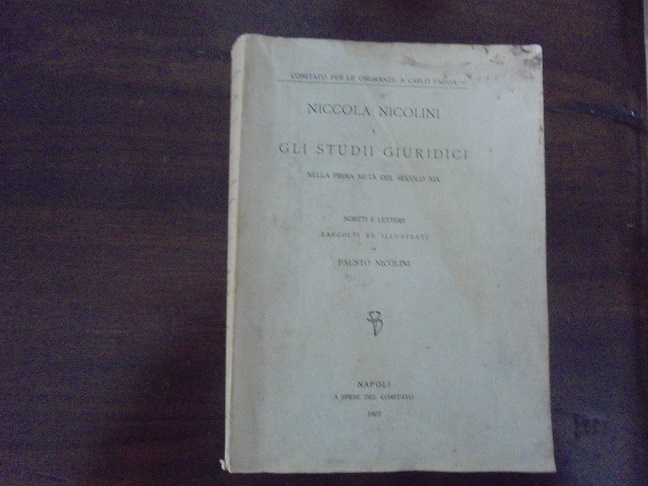 COMITATO PER LE ONORANZE A CARLO FADDA
NICCOLA NICOLINI
E
GLI STUDII GIURIDICI
NELLA PRIMA METÀ DEL SECOLO XIX
SCRITTI E LETTERE
RACCOLTI ED ILLUSTRATI
DA
FAUSTO NICOLINI
NAPOLI
A SPESE DEL COMITATO
1907